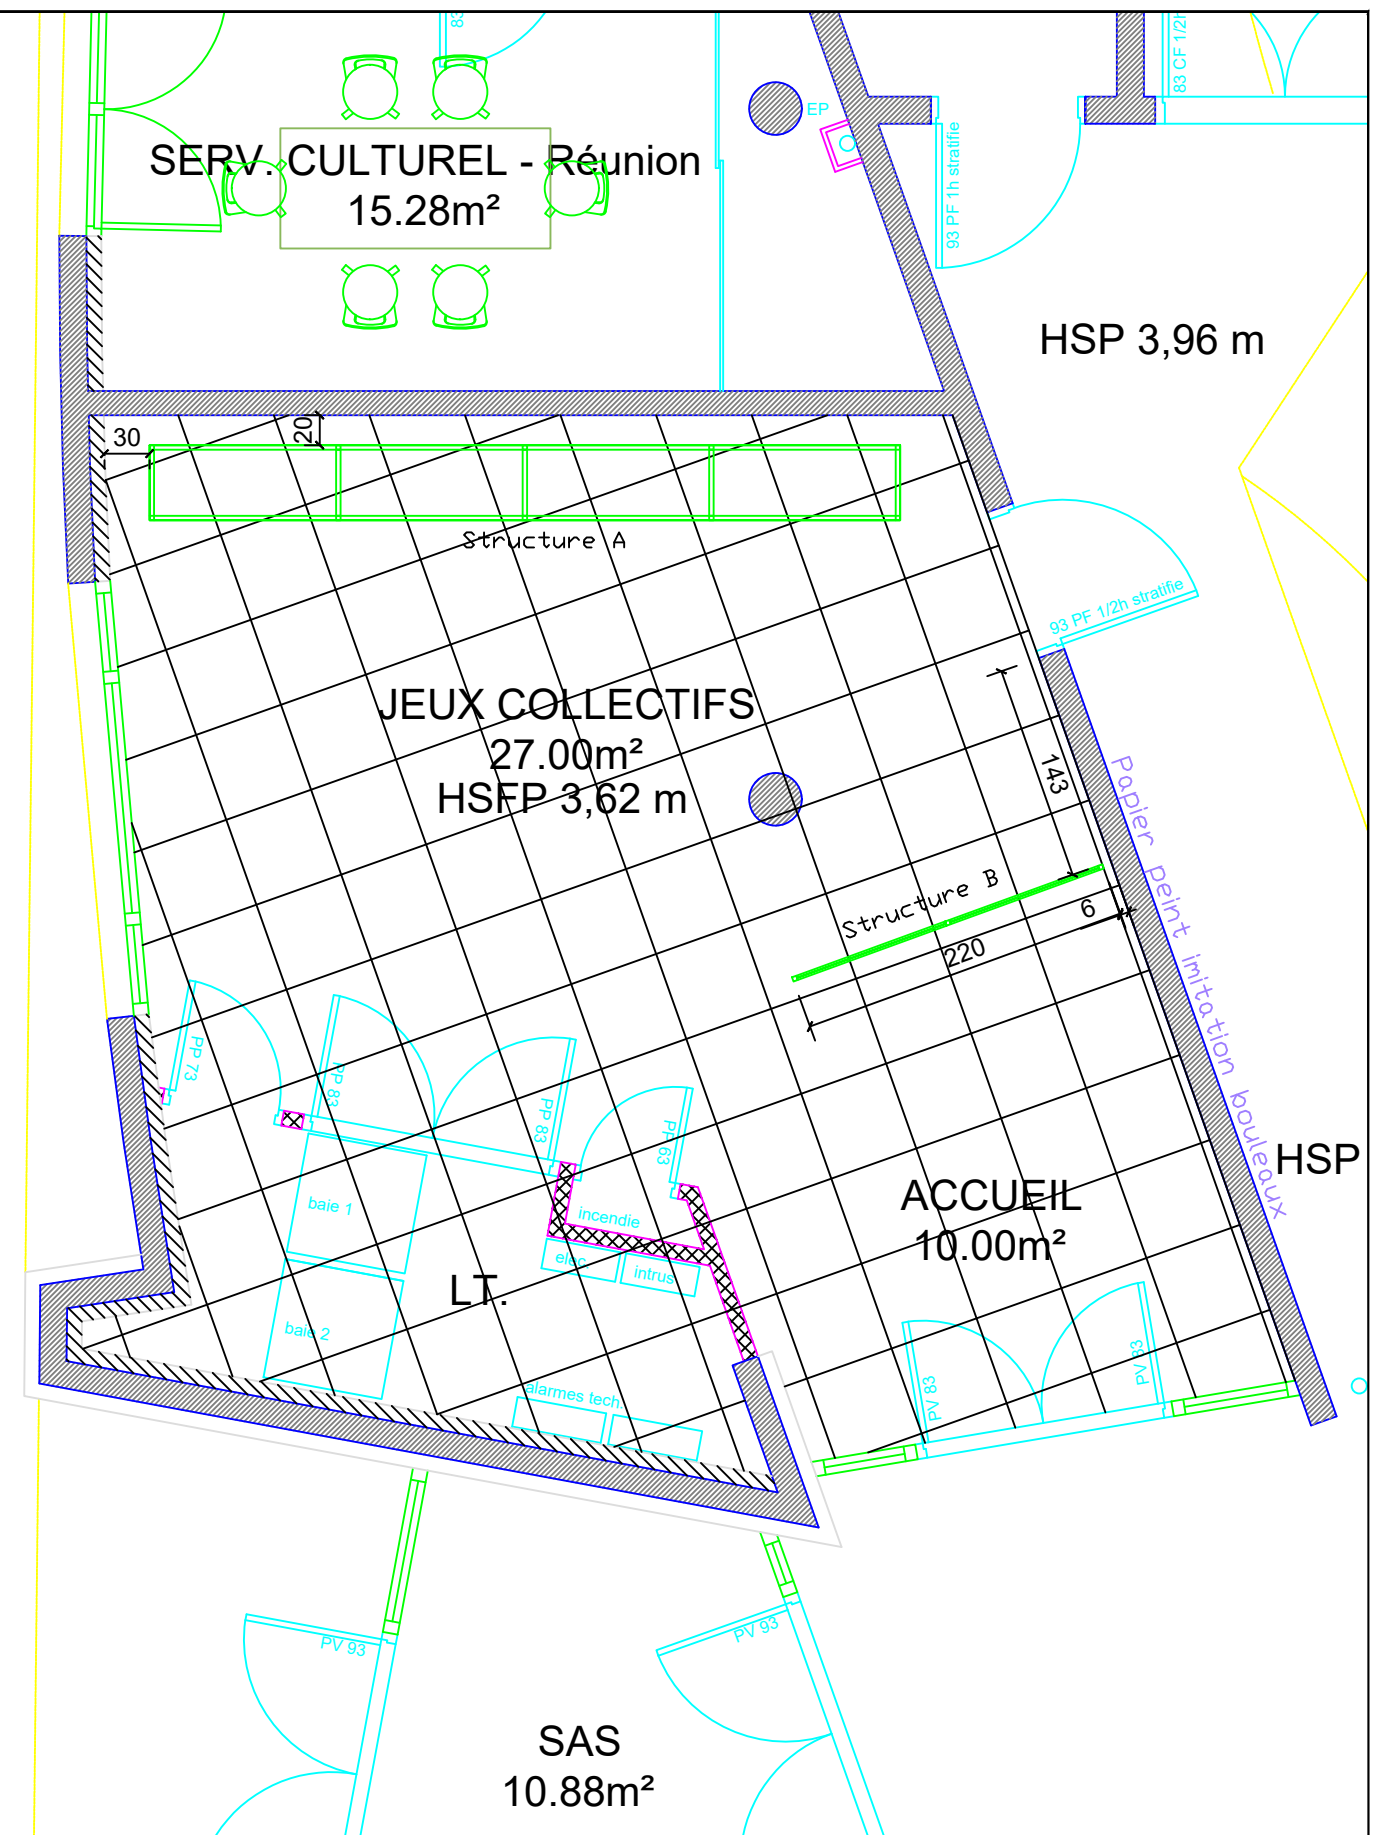 83
83 CF 1/2H
EP
93 PF 1h stratifie
SERV. CULTUREL - Réunion
15.28m²
HSP 3,96 m
30
20
Structure A
93 PF 1/2h stratifie
JEUX COLLECTIFS
27.00m²
HSFP 3,62 m
143
Papier peint imitation bouleaux
Structure B
6
220
PP 73
PP 83
PP 83
PP 63
HSP
baie 1
incendie
ACCUEIL
10.00m²
elec
intrus
LT.
baie 2
PV 83
PV 83
alarmes tech.
PV 93
PV 93
SAS
10.88m²